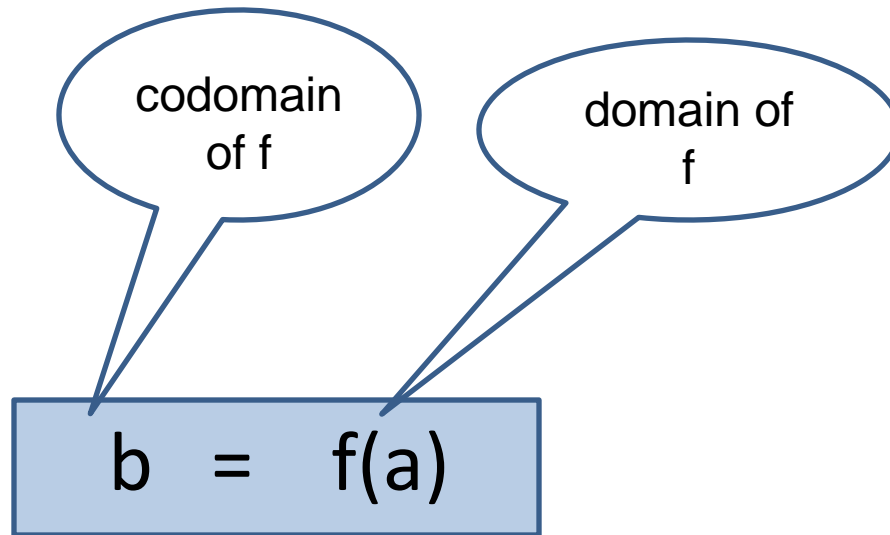 codomain
of f
domain of
f
b = f(a)